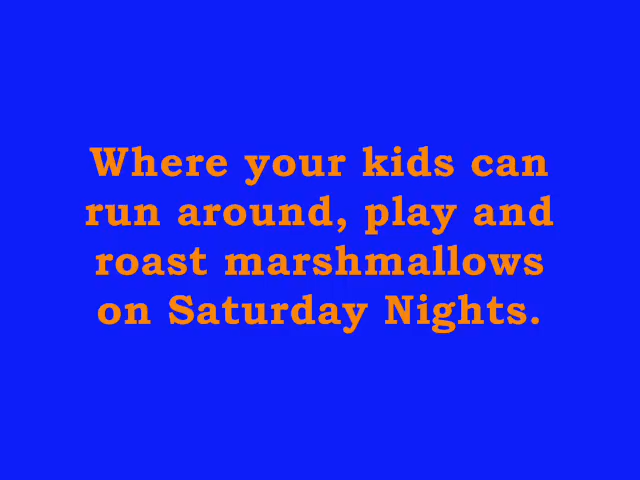 Where your kids can
run around, play and
roast marshmallows
on Saturday Nights.